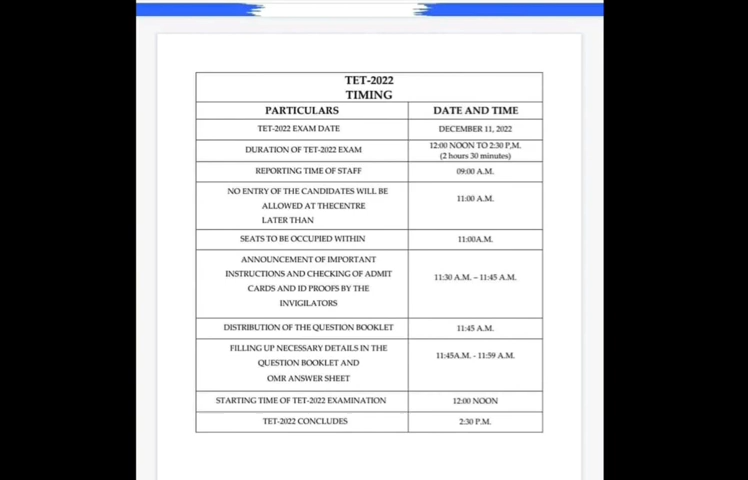 TET-2022
TIMING
PARTICULARS DATE AND TIME
TET-2022 EXAM DATE DECEMBER 11, 2022
DURATION OF TET-2022 EXAM 12:00 NOON TO 2:30 P,M.
(2 hours 30 minutes)
REPORTING TIME OF STAFF 09:00 A.M.
NO ENTRY OF THE CANDIDATES WILL BE
ALLOWED AT THECENTRE
LATER THAN
11:00 A.M.
SEATS TO BE OCCUPIED WITHIN 11:00A.M.
ANNOUNCEMENT OF IMPORTANT
INSTRUCTIONS AND CHECKING OF ADMIT
CARDS AND ID PROOFS BY THE
INVIGILATORS
11:30 A.M. – 11:45 A.M.
DISTRIBUTION OF THE QUESTION BOOKLET 11:45 A.M.
FILLING UP NECESSARY DETAILS IN THE
QUESTION BOOKLET AND
OMR ANSWER SHEET
11:45A.M. - 11:59 A.M.
STARTING TIME OF TET-2022 EXAMINATION 12:00 NOON
TET-2022 CONCLUDES 2:30 P.M.